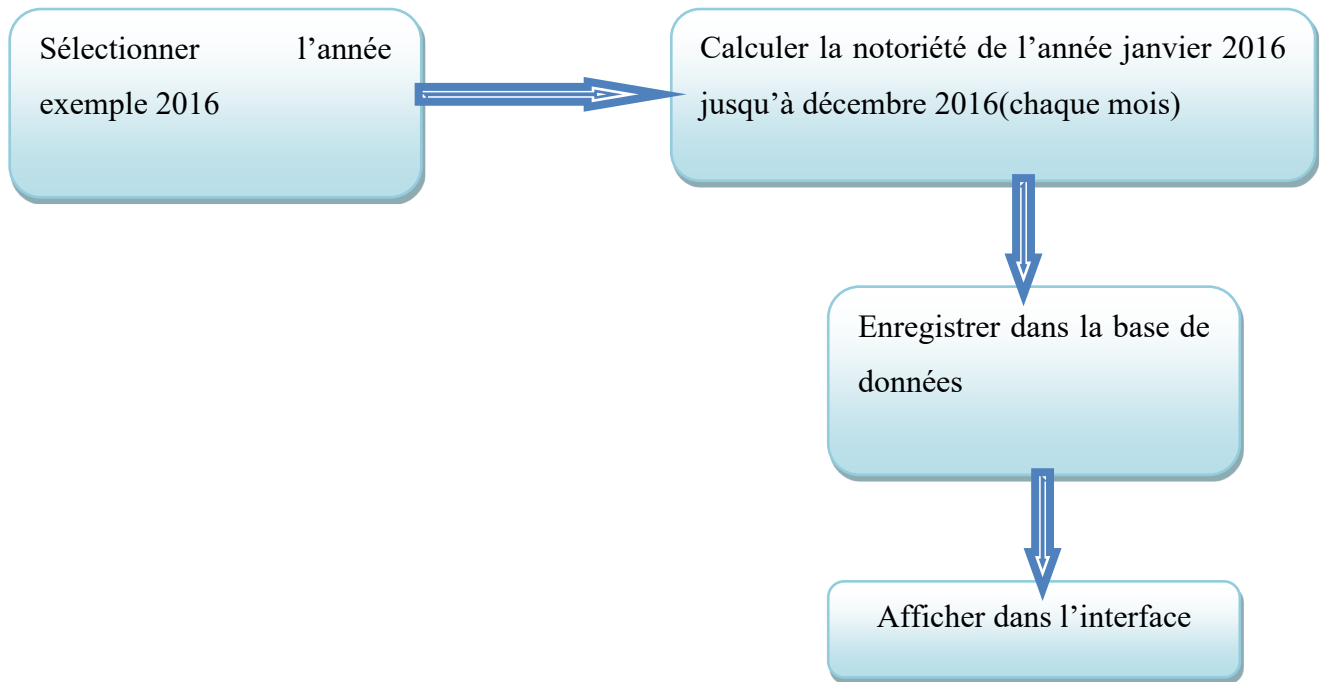 Sélectionner l’année
exemple 2016
Calculer la notoriété de l’année janvier 2016
jusqu’à décembre 2016(chaque mois)
Enregistrer dans la base de
données
Afficher dans l’interface